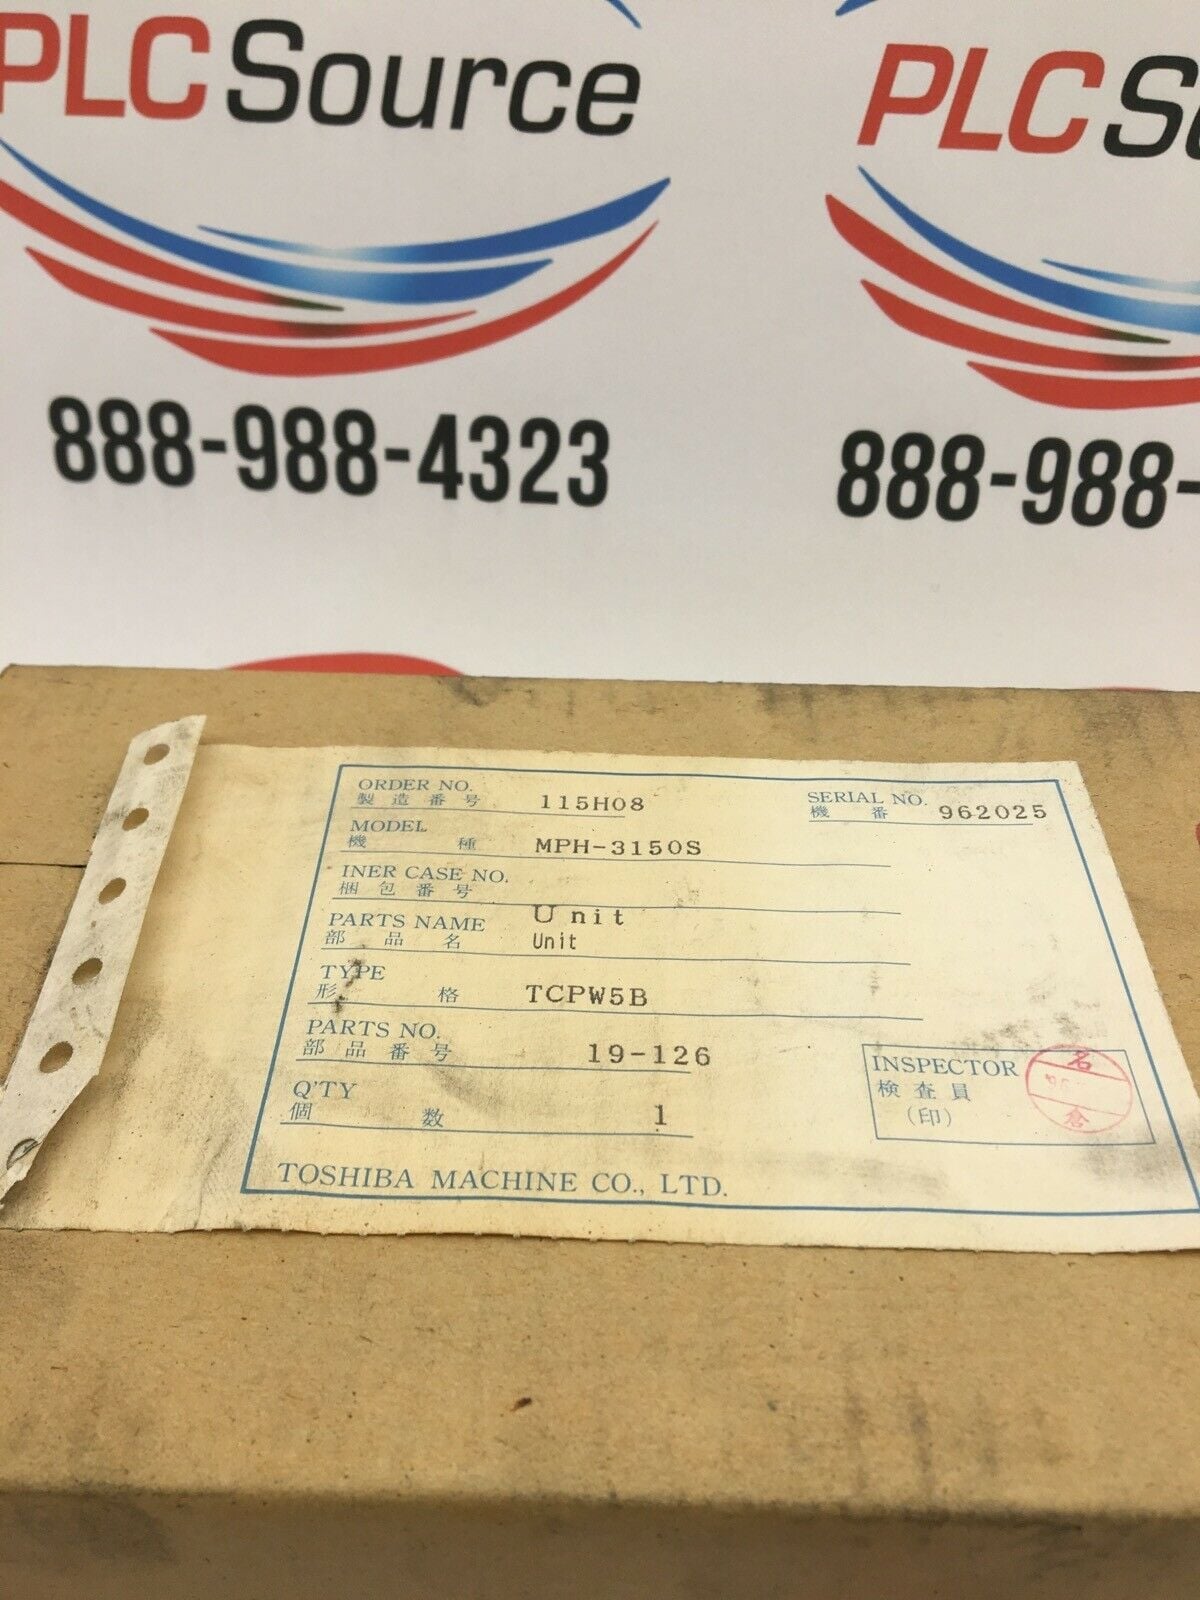 PLC Source
PLC S
888-988-4323
888-988-
ORDER NO. 115H08
製造番号
SERIAL NO. 962025
機番
MODEL MPH-3150S
機種
INER CASE NO.
梱包番号
PARTS NAME Unit
部品名 Unit
TYPE TCPW5B
形格
PARTS NO. 19-126
部品番号
Q'TY 1
個数
INSPECTOR
検査員
(印)
名
倉
TOSHIBA MACHINE CO., LTD.